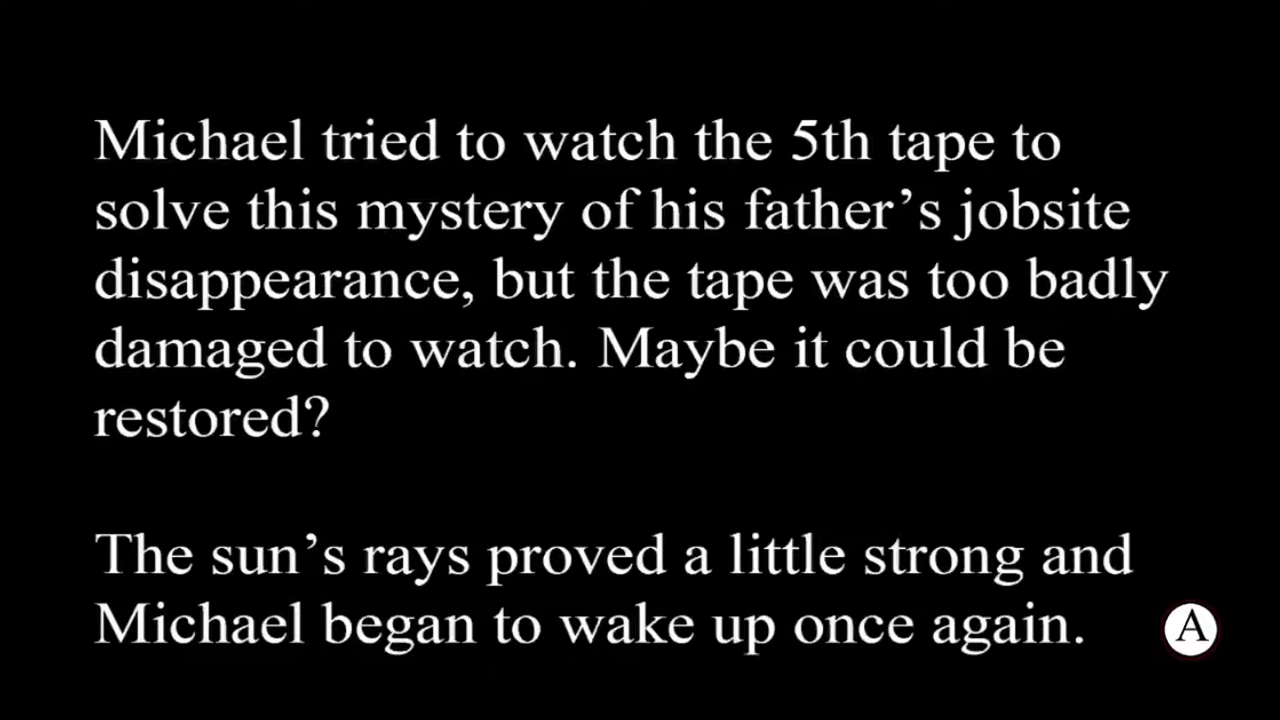 Michael tried to watch the 5th tape to
solve this mystery of his father’s jobsite
disappearance, but the tape was too badly
damaged to watch. Maybe it could be
restored?
The sun’s rays proved a little strong and
Michael began to wake up once again.
A